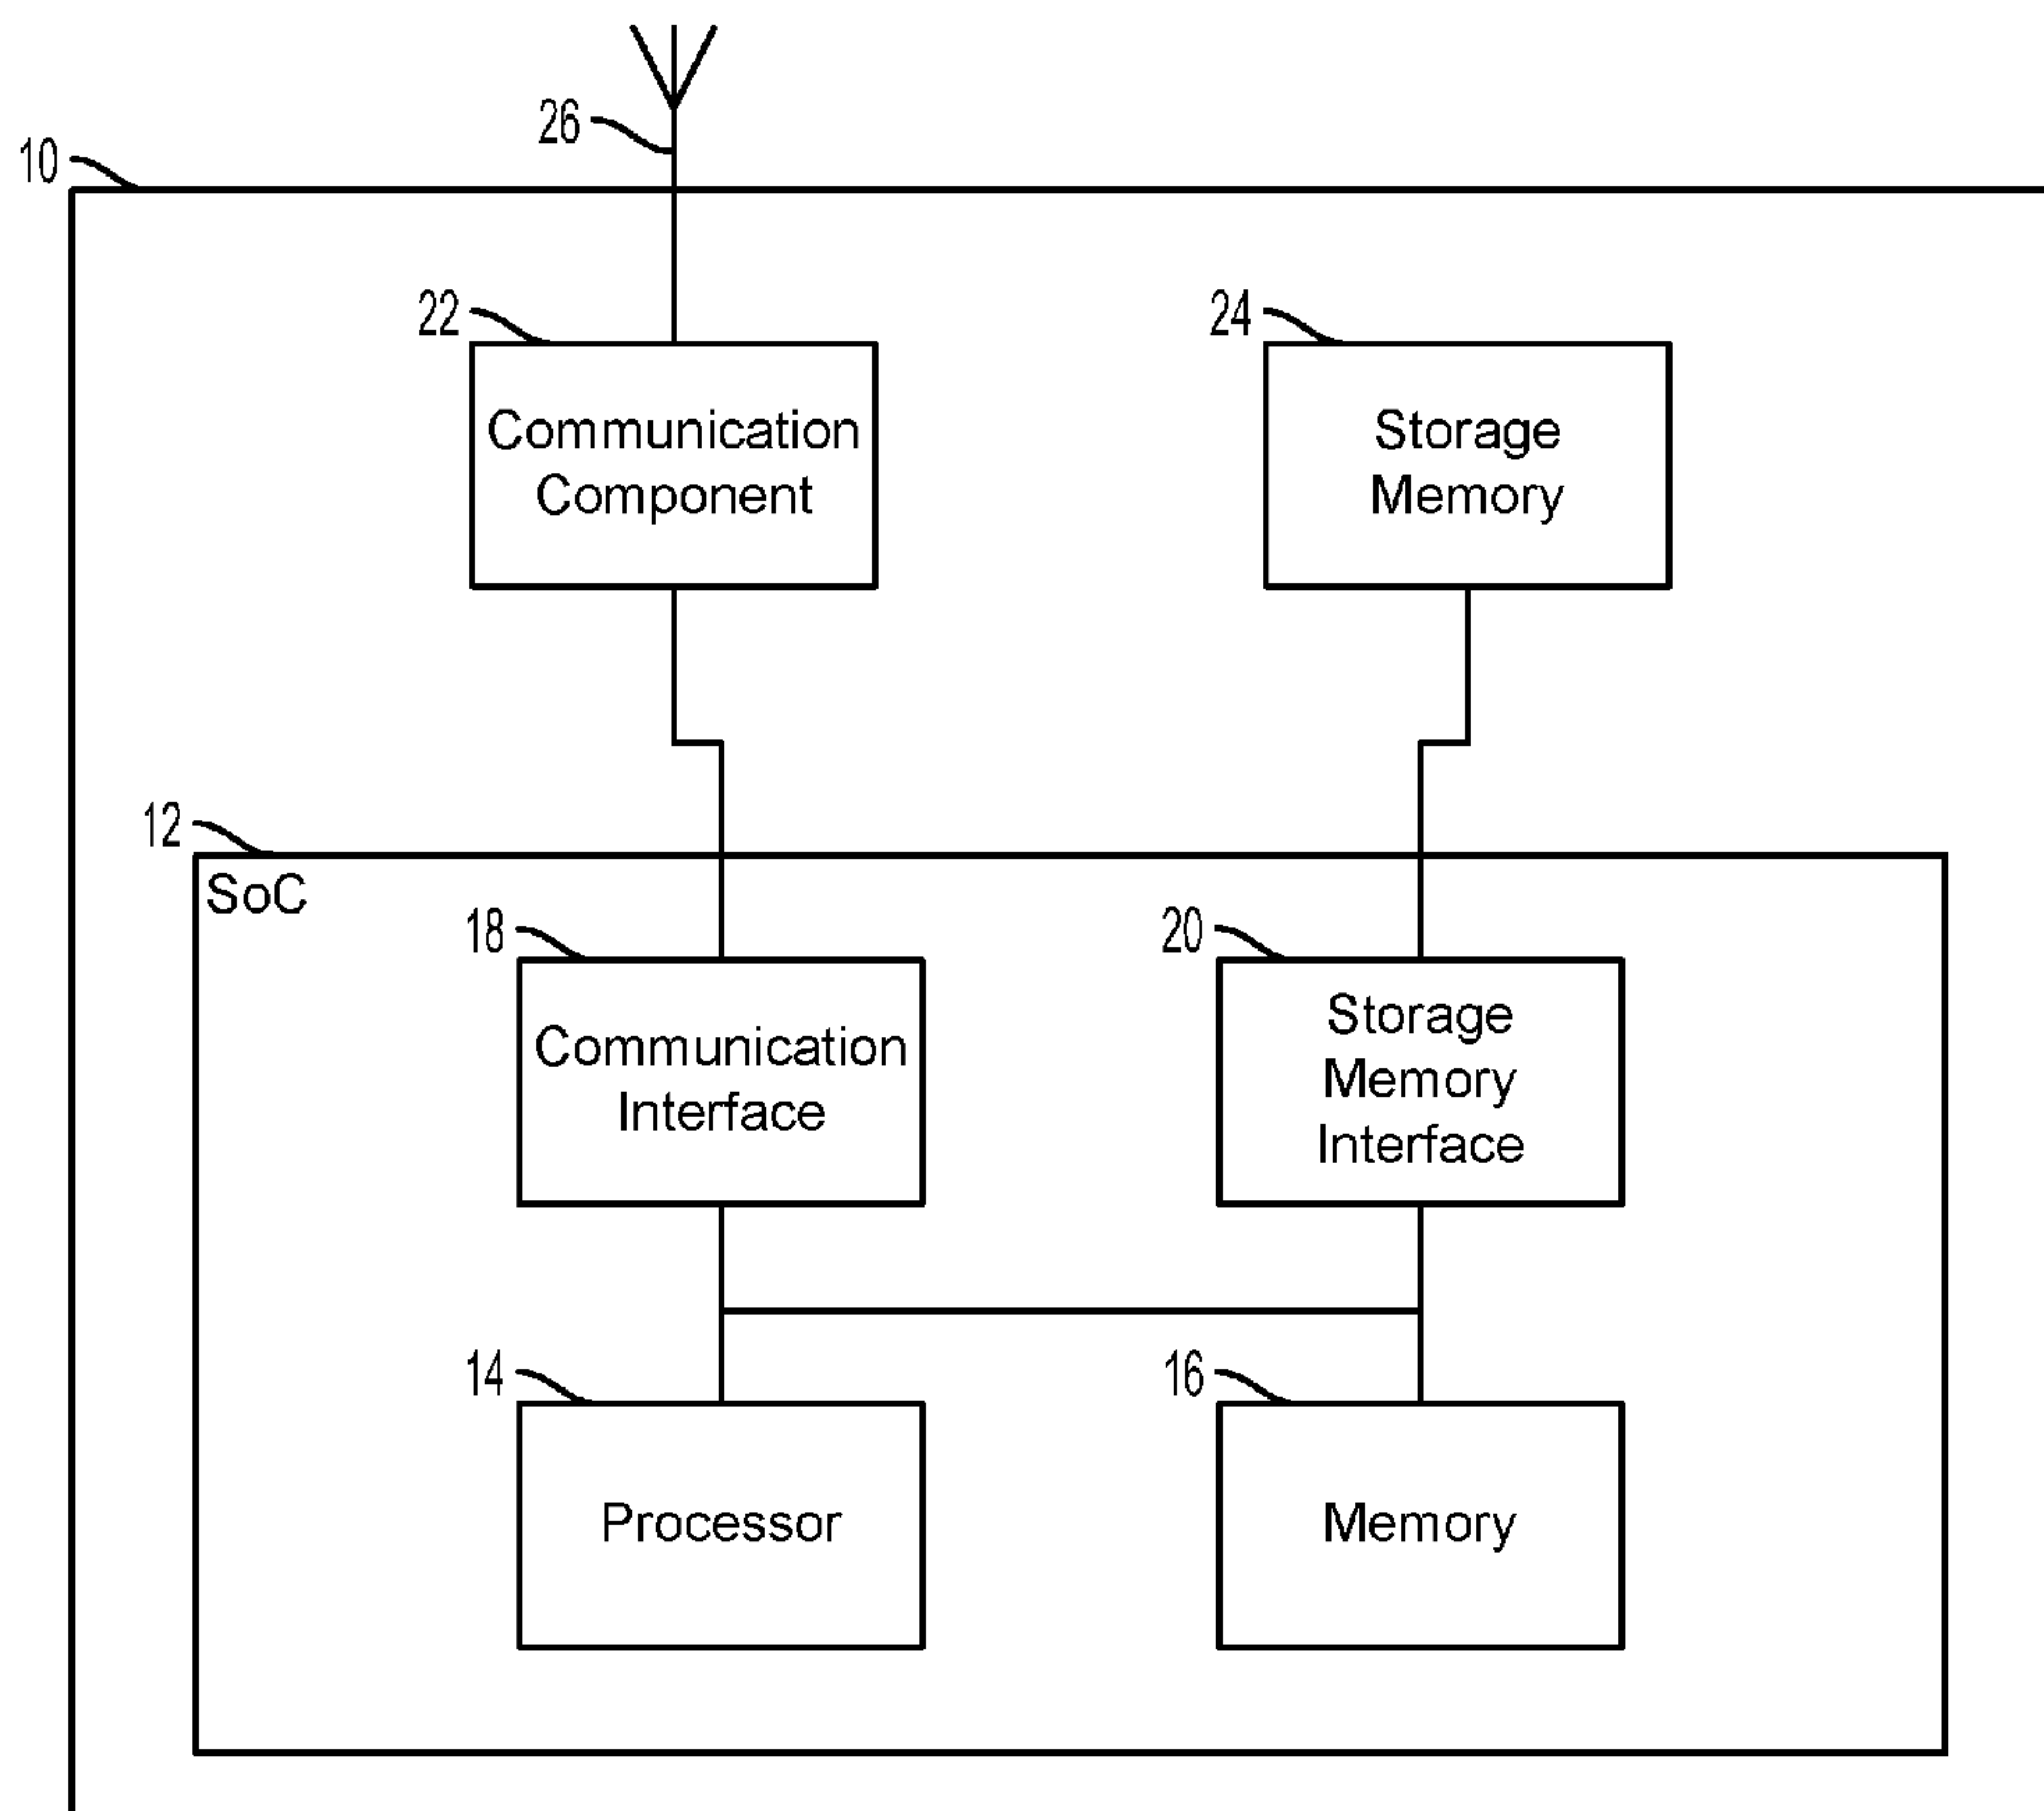 26
10
22
24
Communication
Component
Storage
Memory
12
SoC
18
20
Communication
Interface
Storage
Memory
Interface
14
16
Processor
Memory